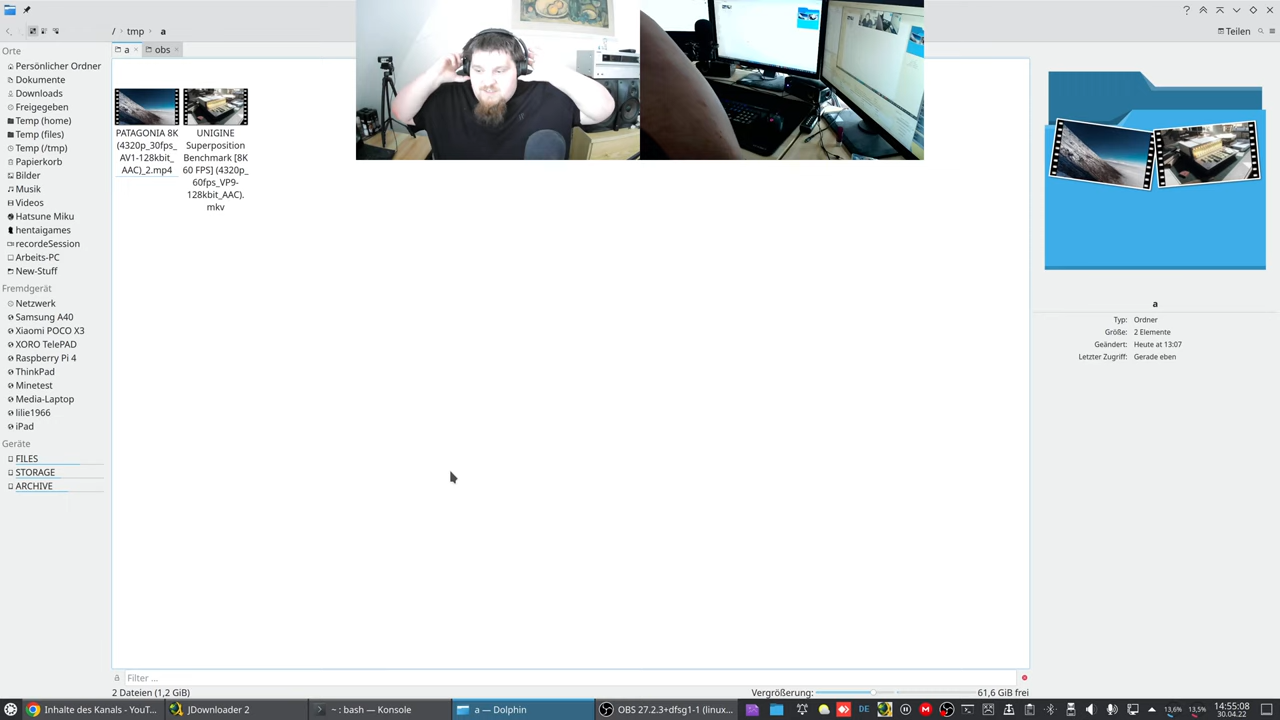 / › tmp › a
Teilen
Orte
Persönlicher Ordner
Dokumente
Downloads
Freigegeben
Temp (home)
Temp (files)
Temp (/tmp)
Papierkorb
Bilder
Musik
Videos
Hatsune Miku
hentaigames
recordeSession
Arbeits-PC
New-Stuff
Fremdgerät
Netzwerk
Samsung A40
Xiaomi POCO X3
XORO TelePAD
Raspberry Pi 4
ThinkPad
Minetest
Media-Laptop
lilie1966
iPad
Geräte
FILES
STORAGE
ARCHIVE
a
obs
PATAGONIA 8K
(4320p_30fps_
AV1-128kbit_
AAC)_2.mp4
UNIGINE
Superposition
Benchmark [8K
60 FPS] (4320p_
60fps_VP9-
128kbit_AAC).
mkv
a
Typ: Ordner
Größe: 2 Elemente
Geändert: Heute at 13:07
Letzter Zugriff: Gerade eben
Filter ...
2 Dateien (1,2 GiB)
Vergrößerung:
61,6 GiB frei
Inhalte des Kanals - YouT...
JDownloader 2
~ : bash — Konsole
a — Dolphin
OBS 27.2.3+dfsg1-1 (linux...
DE
13,6%
1,3%
14:55:08
30.04.22